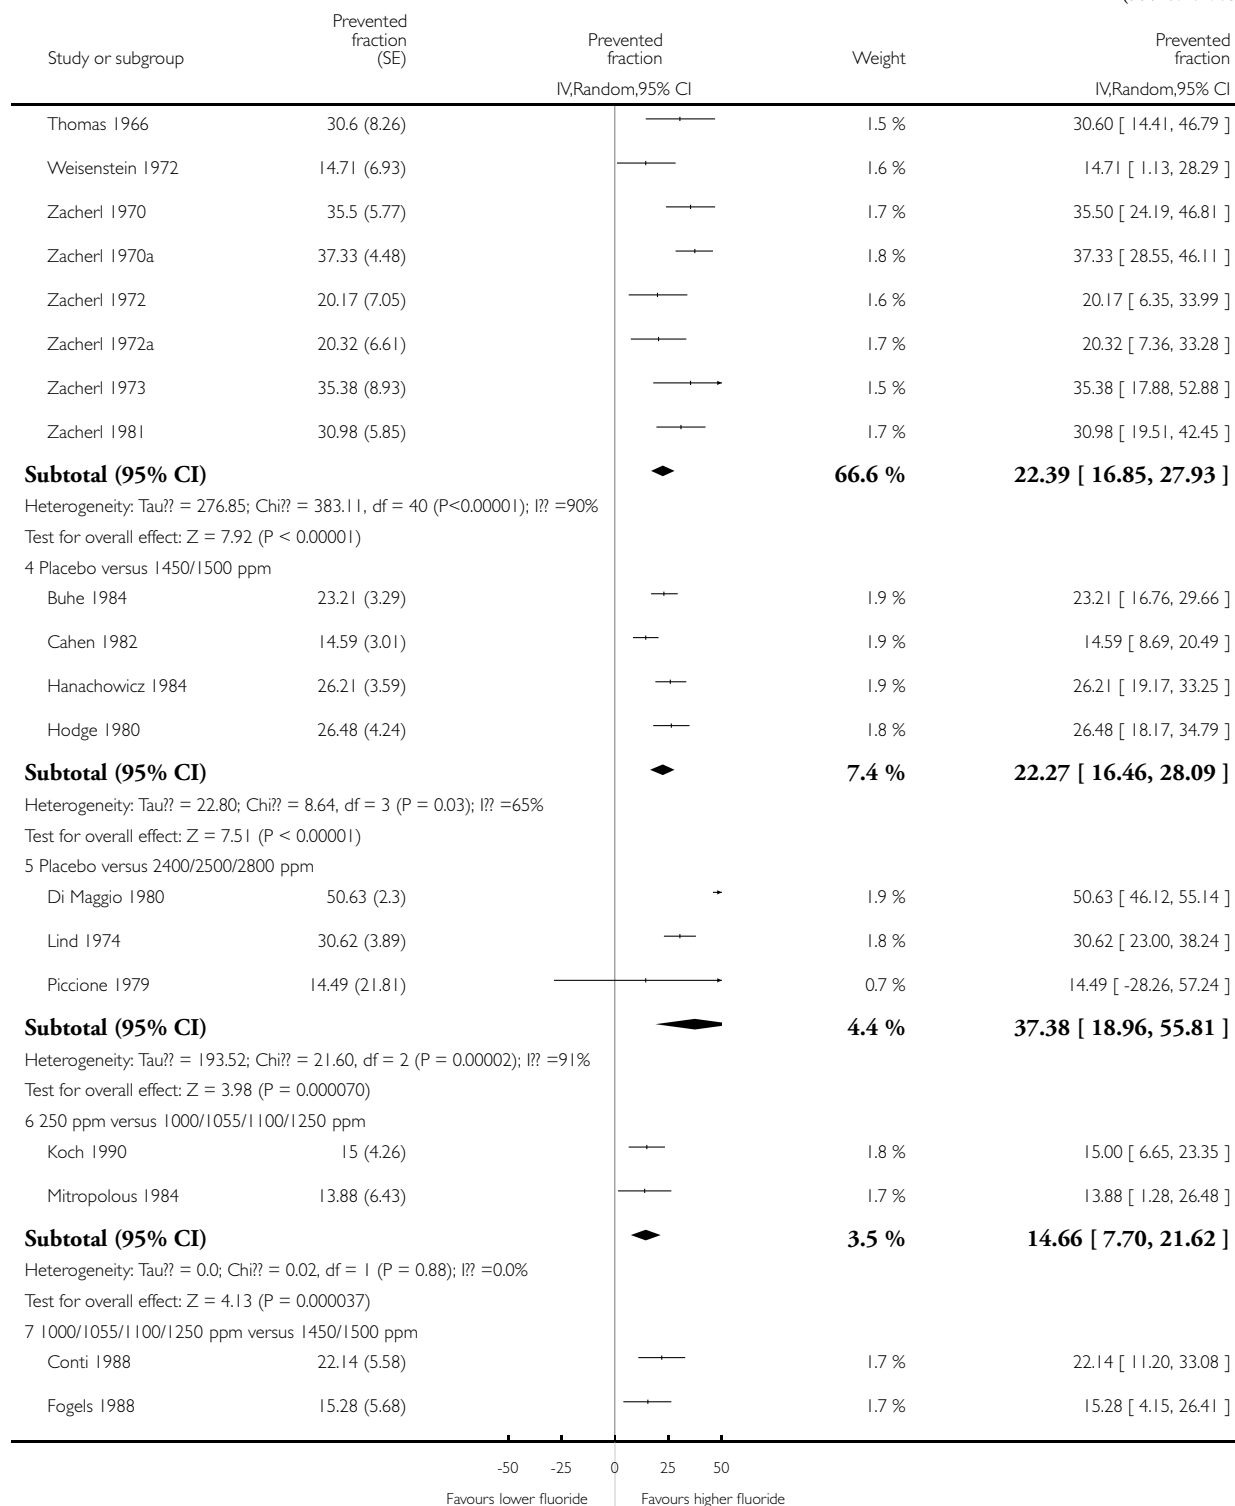 Prevented fraction (SE)
Study or subgroup
Prevented fraction
Weight
Prevented fraction
IV,Random,95% CI
IV,Random,95% CI
Thomas 1966 30.6 (8.26) 1.5 % 30.60 [ 14.41, 46.79 ]
Weisenstein 1972 14.71 (6.93) 1.6 % 14.71 [ 1.13, 28.29 ]
Zacherl 1970 35.5 (5.77) 1.7 % 35.50 [ 24.19, 46.81 ]
Zacherl 1970a 37.33 (4.48) 1.8 % 37.33 [ 28.55, 46.11 ]
Zacherl 1972 20.17 (7.05) 1.6 % 20.17 [ 6.35, 33.99 ]
Zacherl 1972a 20.32 (6.61) 1.7 % 20.32 [ 7.36, 33.28 ]
Zacherl 1973 35.38 (8.93) 1.5 % 35.38 [ 17.88, 52.88 ]
Zacherl 1981 30.98 (5.85) 1.7 % 30.98 [ 19.51, 42.45 ]
Subtotal (95% CI) 66.6 % 22.39 [ 16.85, 27.93 ]
Heterogeneity: Tau?? = 276.85; Chi?? = 383.11, df = 40 (P<0.00001); I?? =90%
Test for overall effect: Z = 7.92 (P < 0.00001)
4 Placebo versus 1450/1500 ppm
Buhe 1984 23.21 (3.29) 1.9 % 23.21 [ 16.76, 29.66 ]
Cahen 1982 14.59 (3.01) 1.9 % 14.59 [ 8.69, 20.49 ]
Hanachowicz 1984 26.21 (3.59) 1.9 % 26.21 [ 19.17, 33.25 ]
Hodge 1980 26.48 (4.24) 1.8 % 26.48 [ 18.17, 34.79 ]
Subtotal (95% CI) 7.4 % 22.27 [ 16.46, 28.09 ]
Heterogeneity: Tau?? = 22.80; Chi?? = 8.64, df = 3 (P = 0.03); I?? =65%
Test for overall effect: Z = 7.51 (P < 0.00001)
5 Placebo versus 2400/2500/2800 ppm
Di Maggio 1980 50.63 (2.3) 1.9 % 50.63 [ 46.12, 55.14 ]
Lind 1974 30.62 (3.89) 1.8 % 30.62 [ 23.00, 38.24 ]
Piccione 1979 14.49 (21.81) 0.7 % 14.49 [ -28.26, 57.24 ]
Subtotal (95% CI) 4.4 % 37.38 [ 18.96, 55.81 ]
Heterogeneity: Tau?? = 193.52; Chi?? = 21.60, df = 2 (P = 0.00002); I?? =91%
Test for overall effect: Z = 3.98 (P = 0.000070)
6 250 ppm versus 1000/1055/1100/1250 ppm
Koch 1990 15 (4.26) 1.8 % 15.00 [ 6.65, 23.35 ]
Mitropolous 1984 13.88 (6.43) 1.7 % 13.88 [ 1.28, 26.48 ]
Subtotal (95% CI) 3.5 % 14.66 [ 7.70, 21.62 ]
Heterogeneity: Tau?? = 0.0; Chi?? = 0.02, df = 1 (P = 0.88); I?? =0.0%
Test for overall effect: Z = 4.13 (P = 0.000037)
7 1000/1055/1100/1250 ppm versus 1450/1500 ppm
Conti 1988 22.14 (5.58) 1.7 % 22.14 [ 11.20, 33.08 ]
Fogels 1988 15.28 (5.68) 1.7 % 15.28 [ 4.15, 26.41 ]
-50 -25 0 25 50
Favours lower fluoride Favours higher fluoride